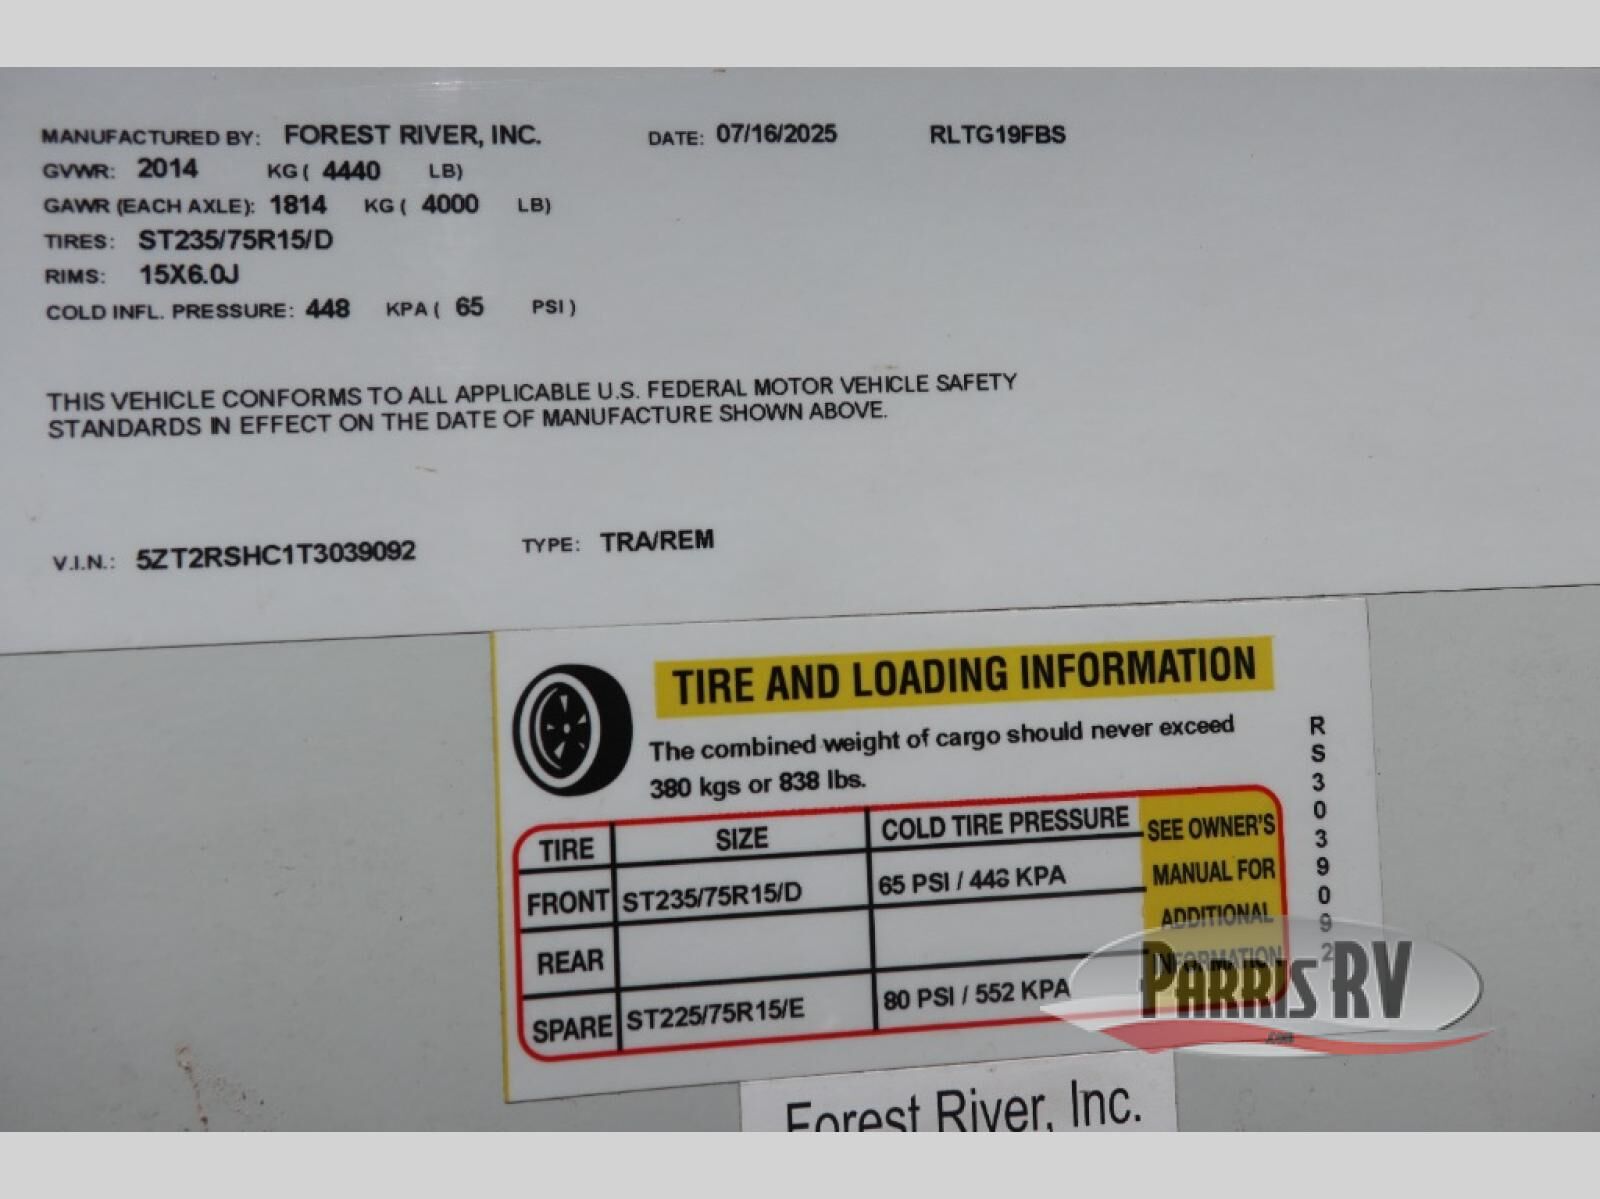 MANUFACTURED BY: FOREST RIVER, INC. DATE: 07/16/2025 RLTG19FBS
GVWR: 2014 KG ( 4440 LB)
GAWR (EACH AXLE): 1814 KG ( 4000 LB)
TIRES: ST235/75R15/D
RIMS: 15X6.0J
COLD INFL. PRESSURE: 448 KPA ( 65 PSI )
THIS VEHICLE CONFORMS TO ALL APPLICABLE U.S. FEDERAL MOTOR VEHICLE SAFETY
STANDARDS IN EFFECT ON THE DATE OF MANUFACTURE SHOWN ABOVE.
V.I.N.: 5ZT2RSHC1T3039092 TYPE: TRA/REM
TIRE AND LOADING INFORMATION
The combined weight of cargo should never exceed
380 kgs or 838 lbs.
TIRE SIZE COLD TIRE PRESSURE
FRONT ST235/75R15/D 65 PSI / 448 KPA
REAR
SPARE ST225/75R15/E 80 PSI / 552 KPA
SEE OWNER'S
MANUAL FOR
ADDITIONAL
INFORMATION
RS3039092
PARRIS RV
.com
Forest River, Inc.